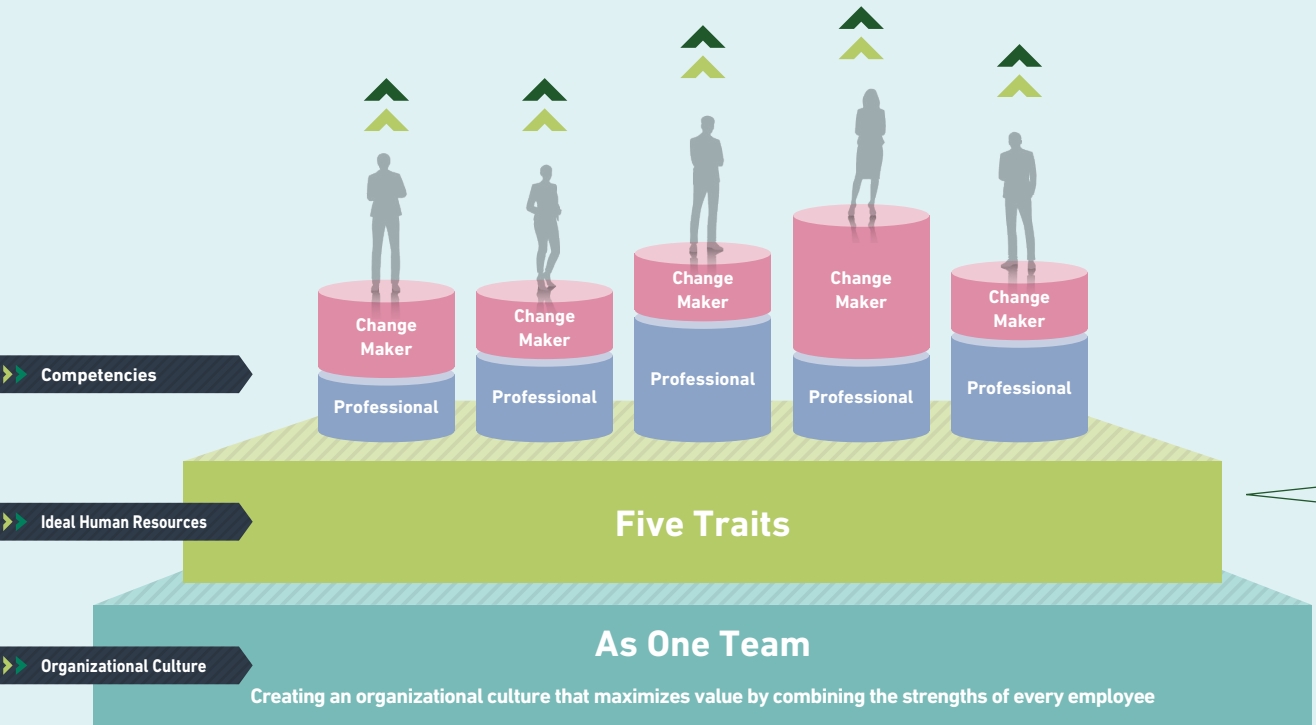 Change
Maker
Professional
Change
Maker
Professional
Change
Maker
Professional
Change
Maker
Professional
Change
Maker
Professional
Competencies
Ideal Human Resources
Five Traits
Organizational Culture
As One Team
Creating an organizational culture that maximizes value by combining the strengths of every employee